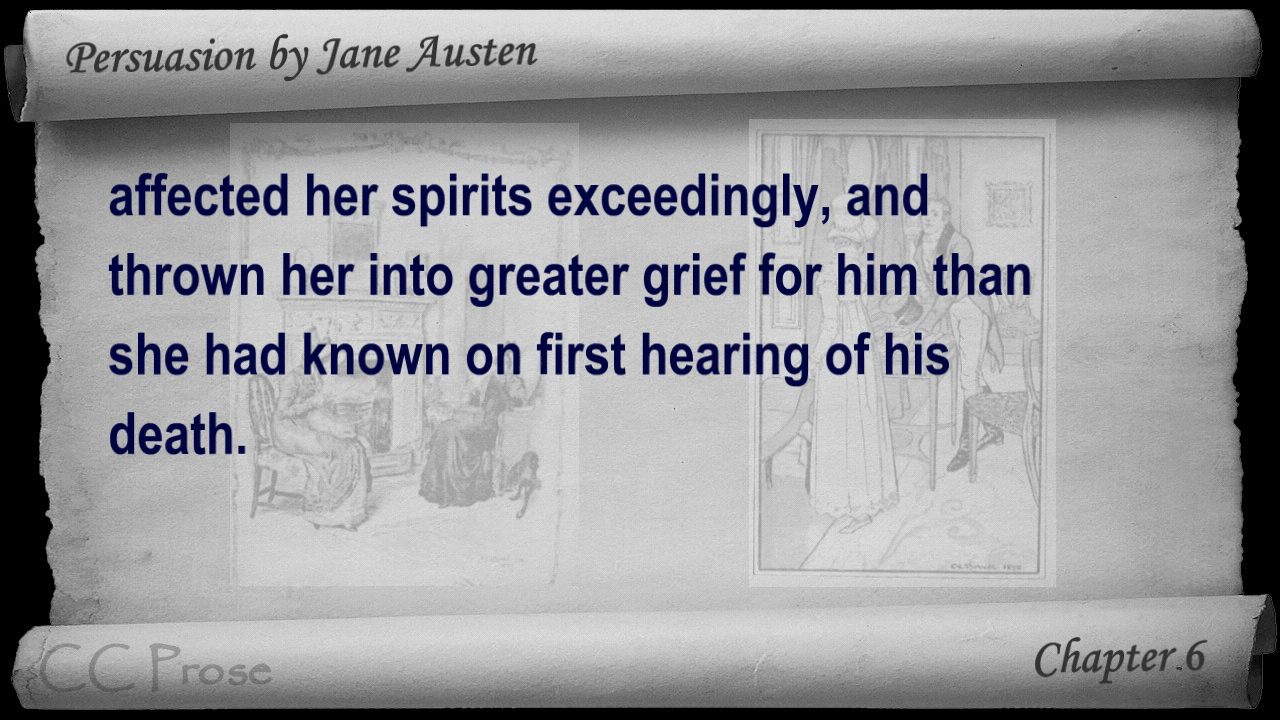 Persuasion by Jane Austen
affected her spirits exceedingly, and
thrown her into greater grief for him than
she had known on first hearing of his
death.
CC Prose
Chapter 6